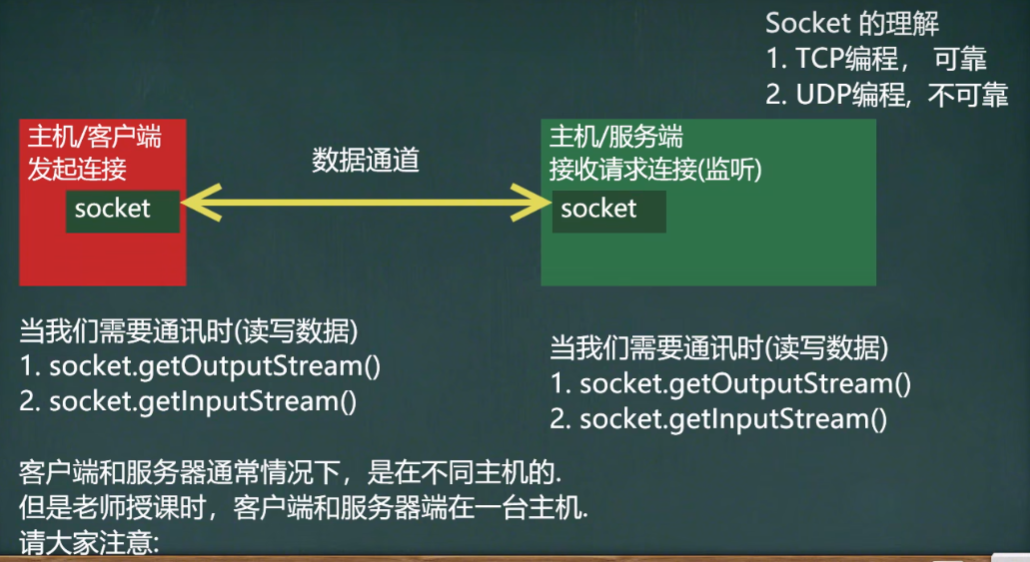 Socket 的理解
1. TCP编程， 可靠
2. UDP编程，不可靠
主机/客户端
发起连接
socket
数据通道
主机/服务端
接收请求连接(监听)
socket
当我们需要通讯时(读写数据)
1. socket.getOutputStream()
2. socket.getInputStream()
当我们需要通讯时(读写数据)
1. socket.getOutputStream()
2. socket.getInputStream()
客户端和服务器通常情况下，是在不同主机的.
但是老师授课时，客户端和服务器端在一台主机.
请大家注意: